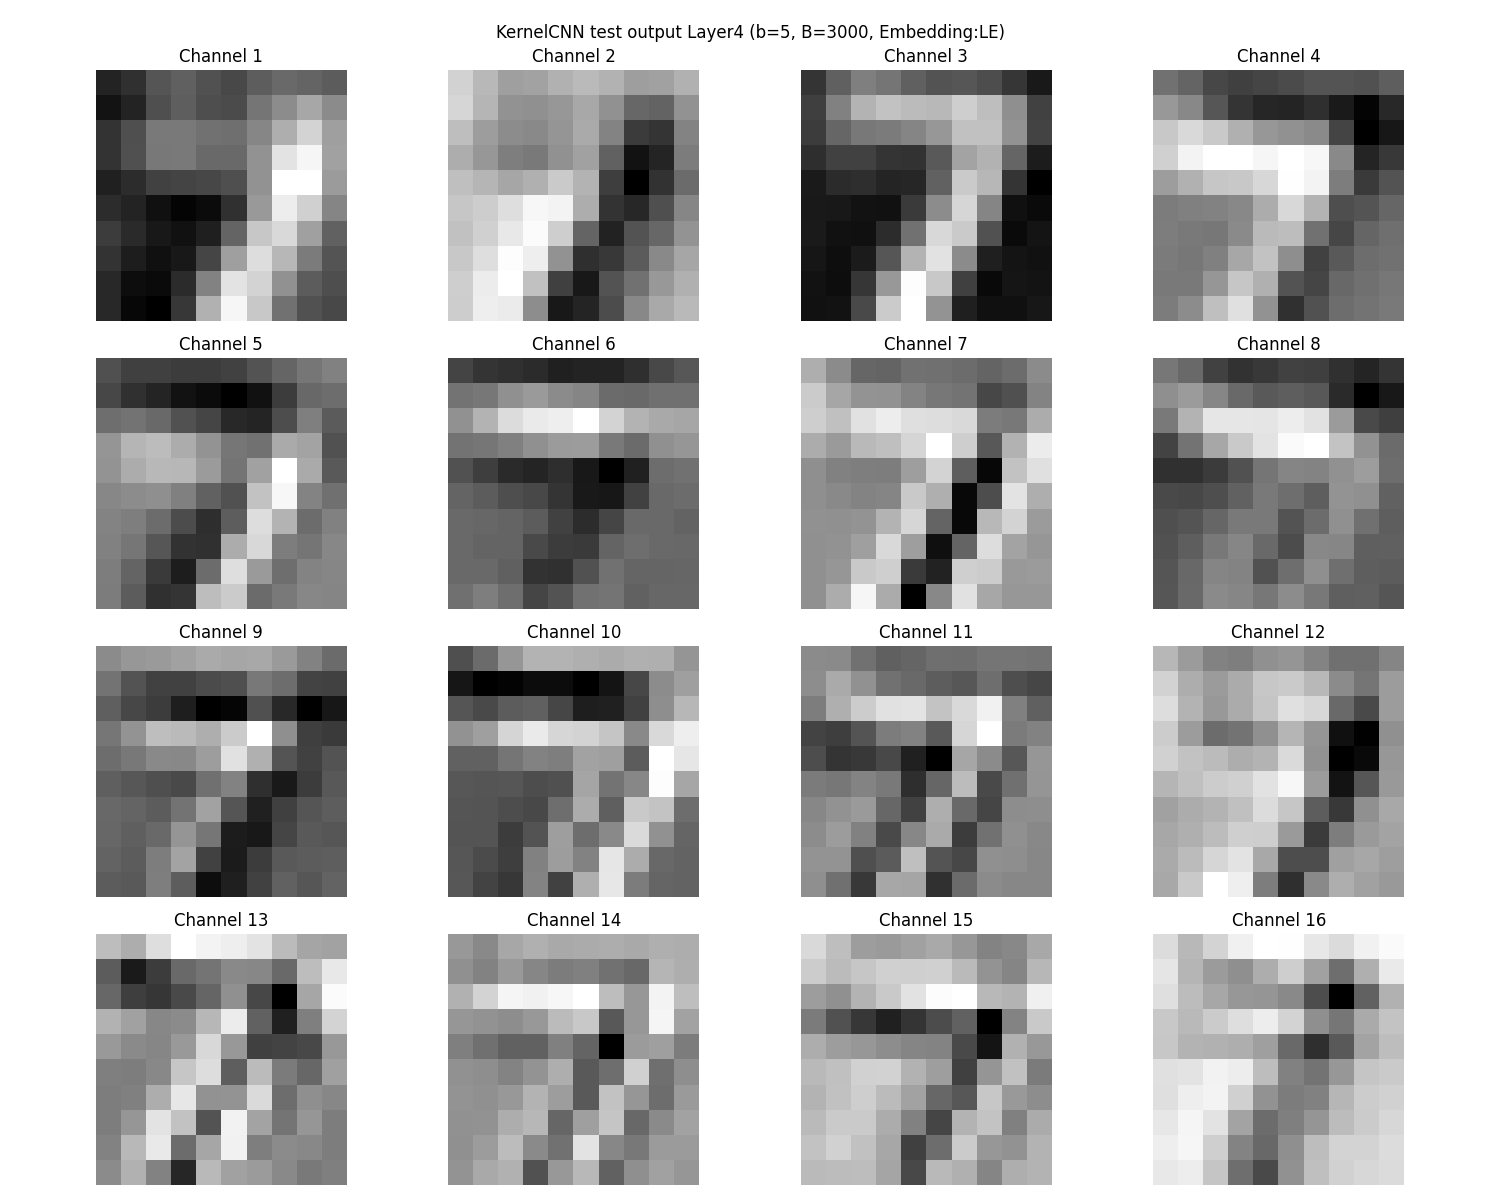 KernelCNN test output Layer4 (b=5, B=3000, Embedding:LE)
Channel 1
Channel 2
Channel 3
Channel 4
Channel 5
Channel 6
Channel 7
Channel 8
Channel 9
Channel 10
Channel 11
Channel 12
Channel 13
Channel 14
Channel 15
Channel 16